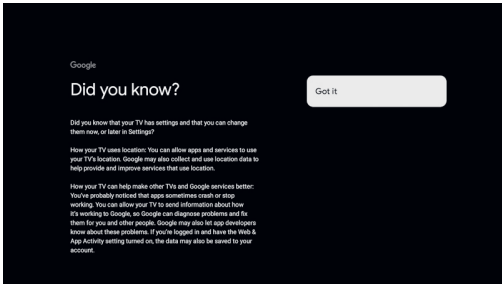 Google
Did you know?
Got it
Did you know that your TV has settings and that you can change
them now, or later in Settings?
How your TV uses location: You can allow apps and services to use
your TV's location. Google may also collect and use location data to
help provide and improve services that use location.
How your TV can help make other TVs and Google services better:
You've probably noticed that apps sometimes crash or stop
working. You can allow your TV to send information about how
it's working to Google, so Google can diagnose problems and fix
them for you and other people. Google may also let app developers
know about these problems. If you're logged in and have the Web &
App Activity setting turned on, the data may also be saved to your
account.